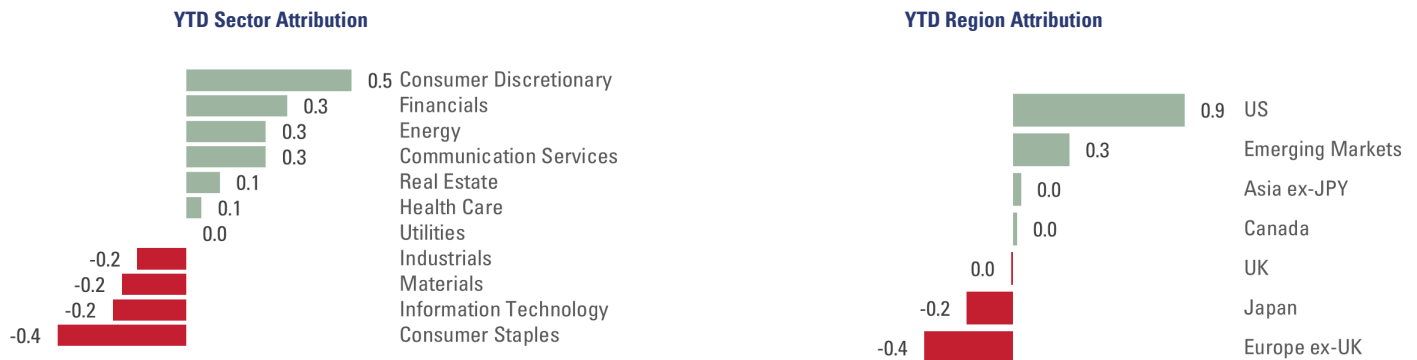 YTD Sector Attribution
0.5 Consumer Discretionary
0.3 Financials
0.3 Energy
0.3 Communication Services
0.1 Real Estate
0.1 Health Care
0.0 Utilities
-0.2 Industrials
-0.2 Materials
-0.2 Information Technology
-0.4 Consumer Staples
YTD Region Attribution
0.9 US
0.3 Emerging Markets
0.0 Asia ex-JPY
0.0 Canada
0.0 UK
-0.2 Japan
-0.4 Europe ex-UK